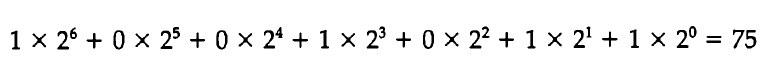 1 × 2⁶ + 0 × 2⁵ + 0 × 2⁴ + 1 × 2³ + 0 × 2² + 1 × 2¹ + 1 × 2⁰ = 75